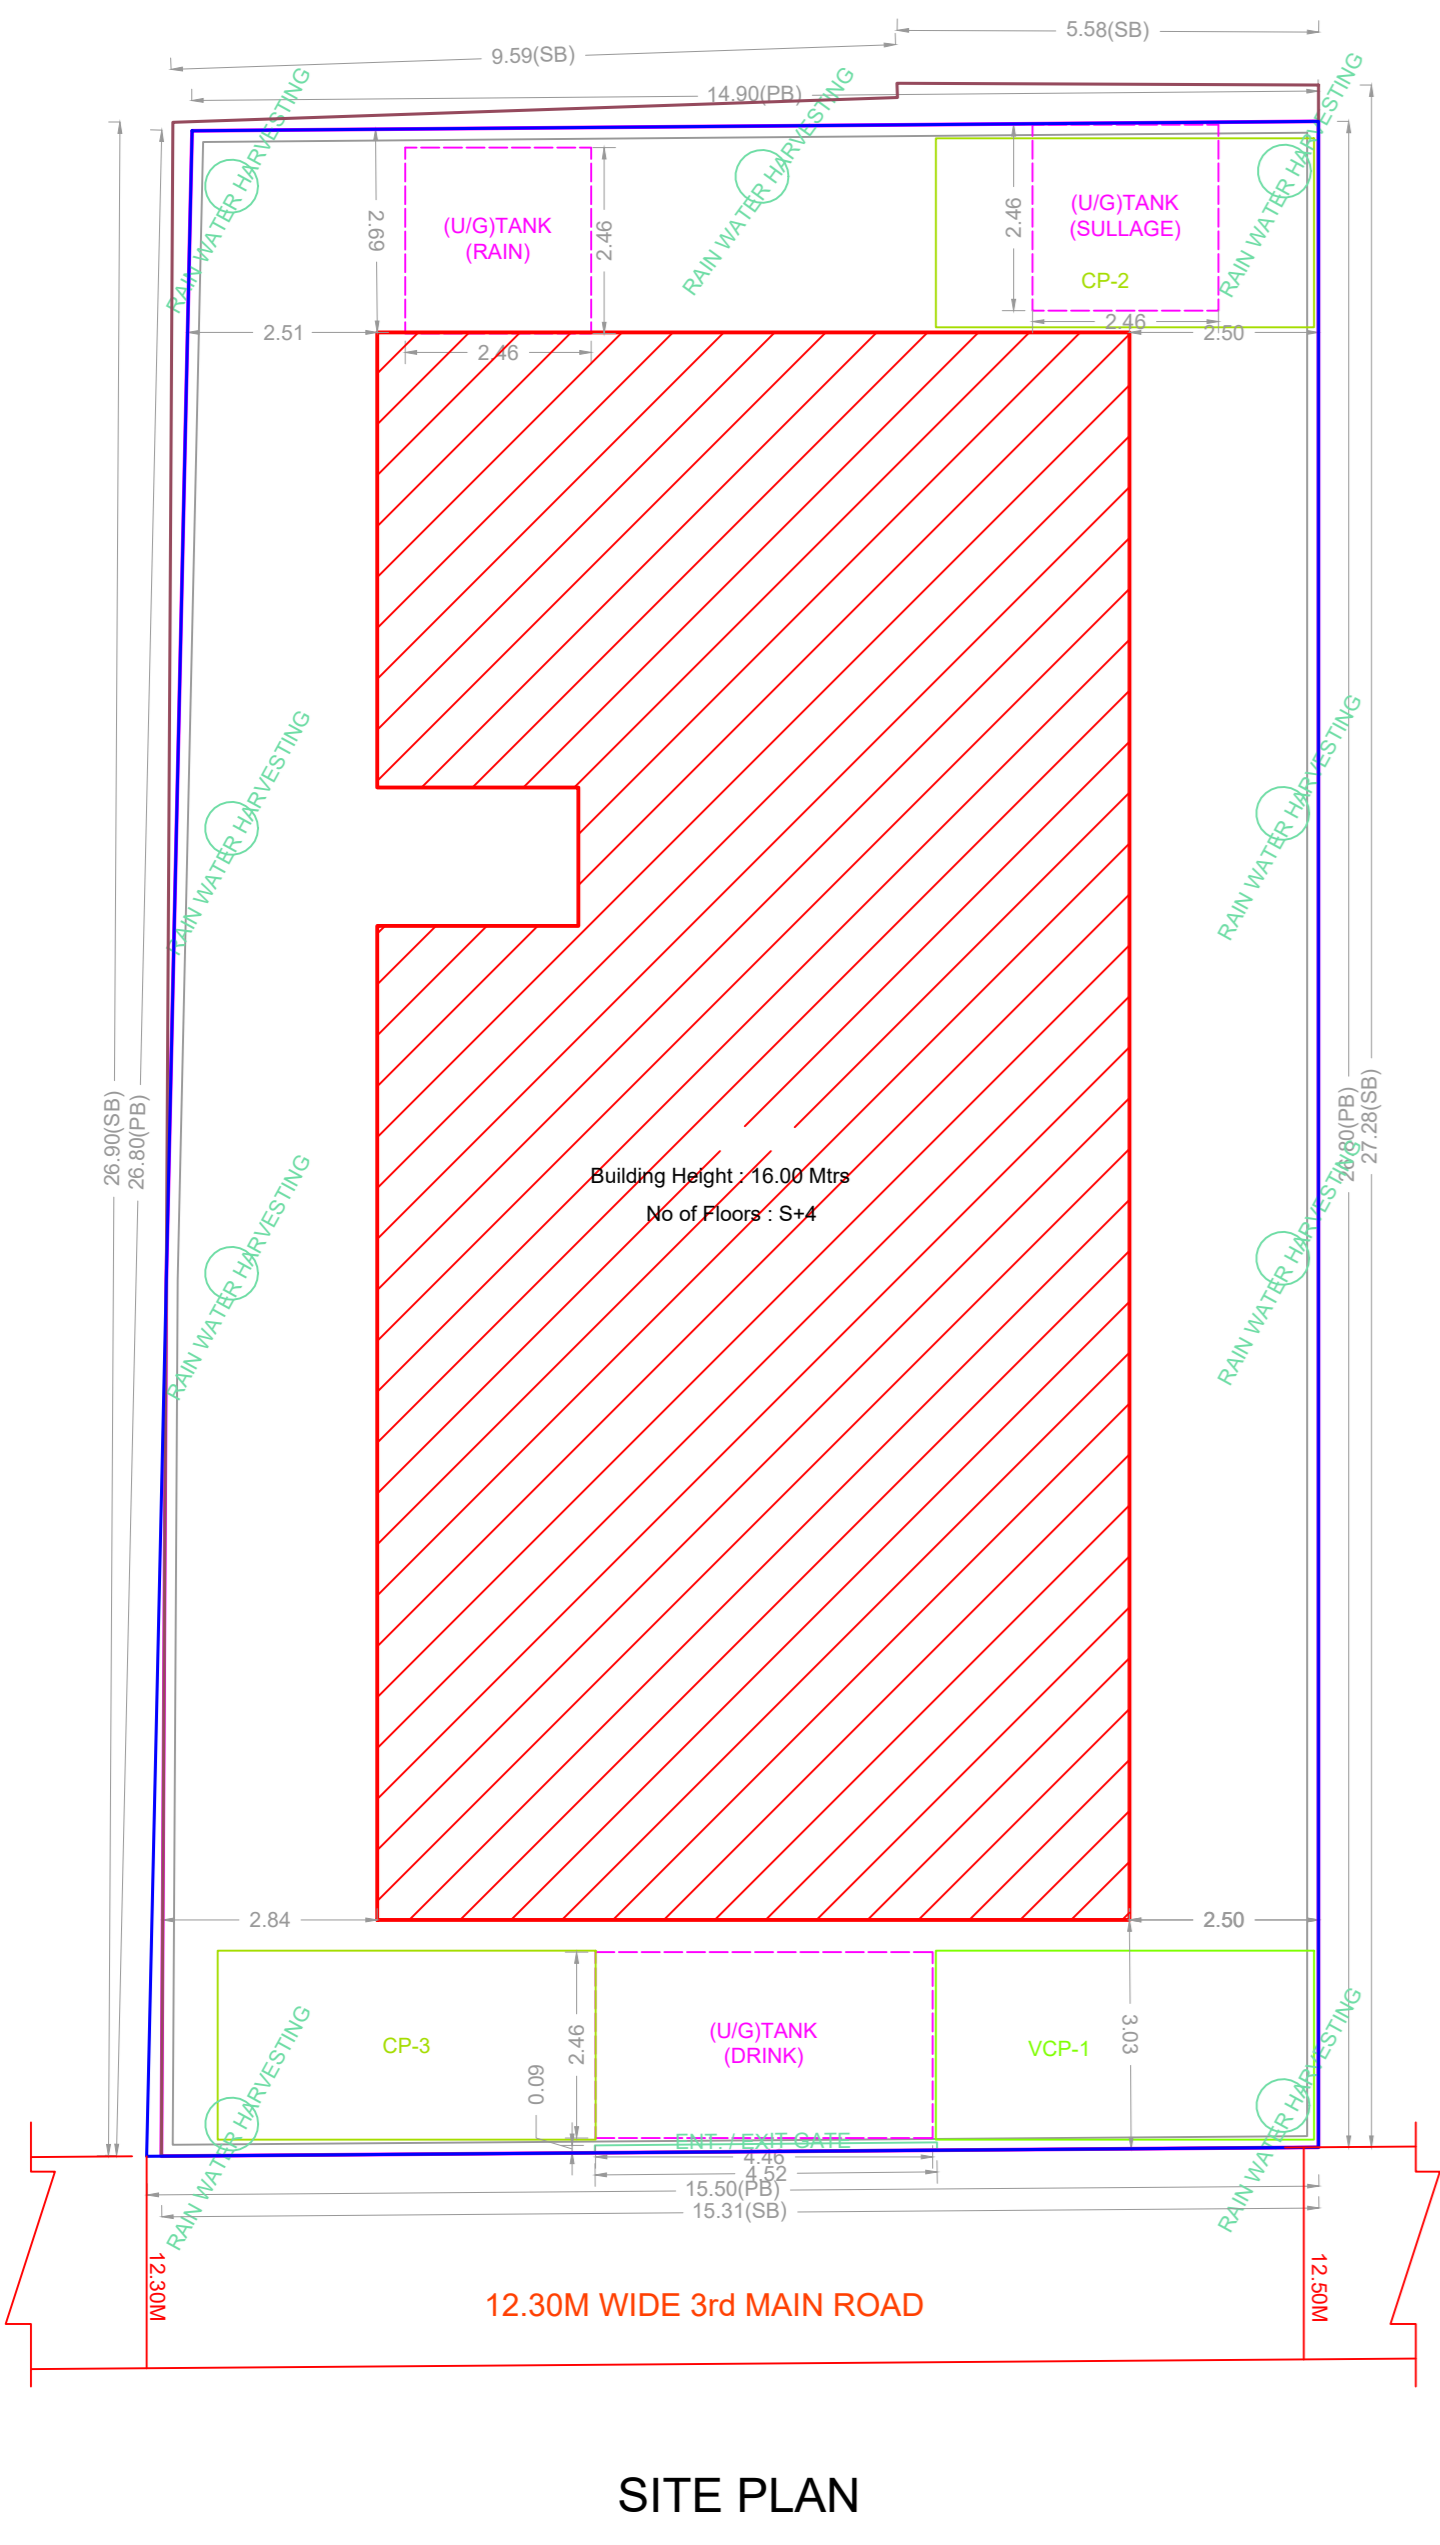 5.58(SB)
9.59(SB)
14.90(PB)
RAIN WATER HARVESTING
RAIN WATER HARVESTING
RAIN WATER HARVESTING
2.69
(U/G)TANK
(RAIN)
2.46
2.46
(U/G)TANK
(SULLAGE)
CP-2
2.51
2.46
2.46
2.50
RAIN WATER HARVESTING
RAIN WATER HARVESTING
26.90(SB)
26.80(PB)
26.80(PB)
27.28(SB)
Building Height : 16.00 Mtrs
No of Floors : S+4
RAIN WATER HARVESTING
RAIN WATER HARVESTING
2.84
2.50
CP-3
2.46
0.09
(U/G)TANK
(DRINK)
VCP-1
3.03
RAIN WATER HARVESTING
RAIN WATER HARVESTING
ENT. / EXIT GATE
4.46
4.52
15.50(PB)
15.31(SB)
12.30M
12.30M WIDE 3rd MAIN ROAD
12.50M
SITE PLAN